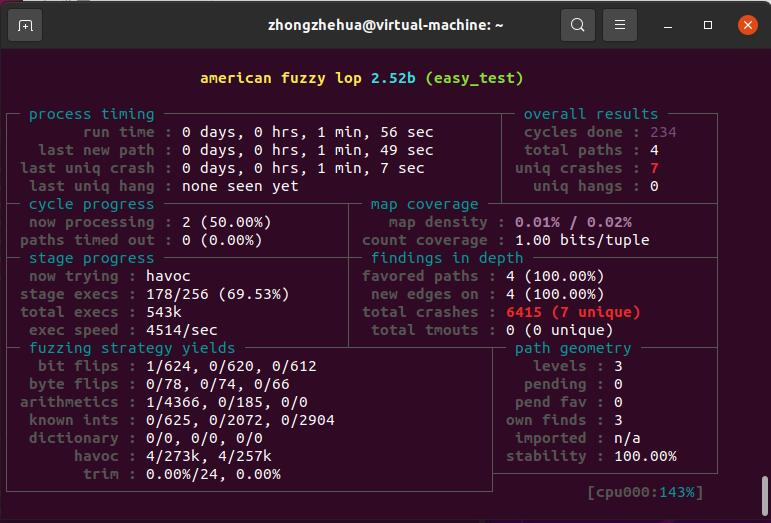 zhongzhehua@virtual-machine: ~
american fuzzy lop 2.52b (easy_test)
process timing
run time : 0 days, 0 hrs, 1 min, 56 sec
last new path : 0 days, 0 hrs, 1 min, 49 sec
last uniq crash : 0 days, 0 hrs, 1 min, 7 sec
last uniq hang : none seen yet
overall results
cycles done : 234
total paths : 4
uniq crashes : 7
uniq hangs : 0
cycle progress
now processing : 2 (50.00%)
paths timed out : 0 (0.00%)
map coverage
map density : 0.01% / 0.02%
count coverage : 1.00 bits/tuple
stage progress
now trying : havoc
stage execs : 178/256 (69.53%)
total execs : 543k
exec speed : 4514/sec
findings in depth
favored paths : 4 (100.00%)
new edges on : 4 (100.00%)
total crashes : 6415 (7 unique)
total tmouts : 0 (0 unique)
fuzzing strategy yields
bit flips : 1/624, 0/620, 0/612
byte flips : 0/78, 0/74, 0/66
arithmetics : 1/4366, 0/185, 0/0
known ints : 0/625, 0/2072, 0/2904
dictionary : 0/0, 0/0, 0/0
havoc : 4/273k, 4/257k
trim : 0.00%/24, 0.00%
path geometry
levels : 3
pending : 0
pend fav : 0
own finds : 3
imported : n/a
stability : 100.00%
[cpu000:143%]